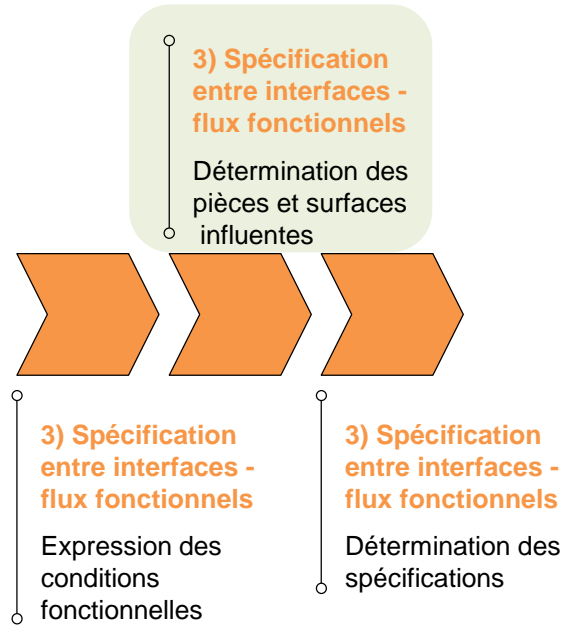 3) Spécification
entre interfaces -
flux fonctionnels
Détermination des
pièces et surfaces
influentes
3) Spécification
entre interfaces -
flux fonctionnels
Expression des
conditions
fonctionnelles
3) Spécification
entre interfaces -
flux fonctionnels
Détermination des
spécifications